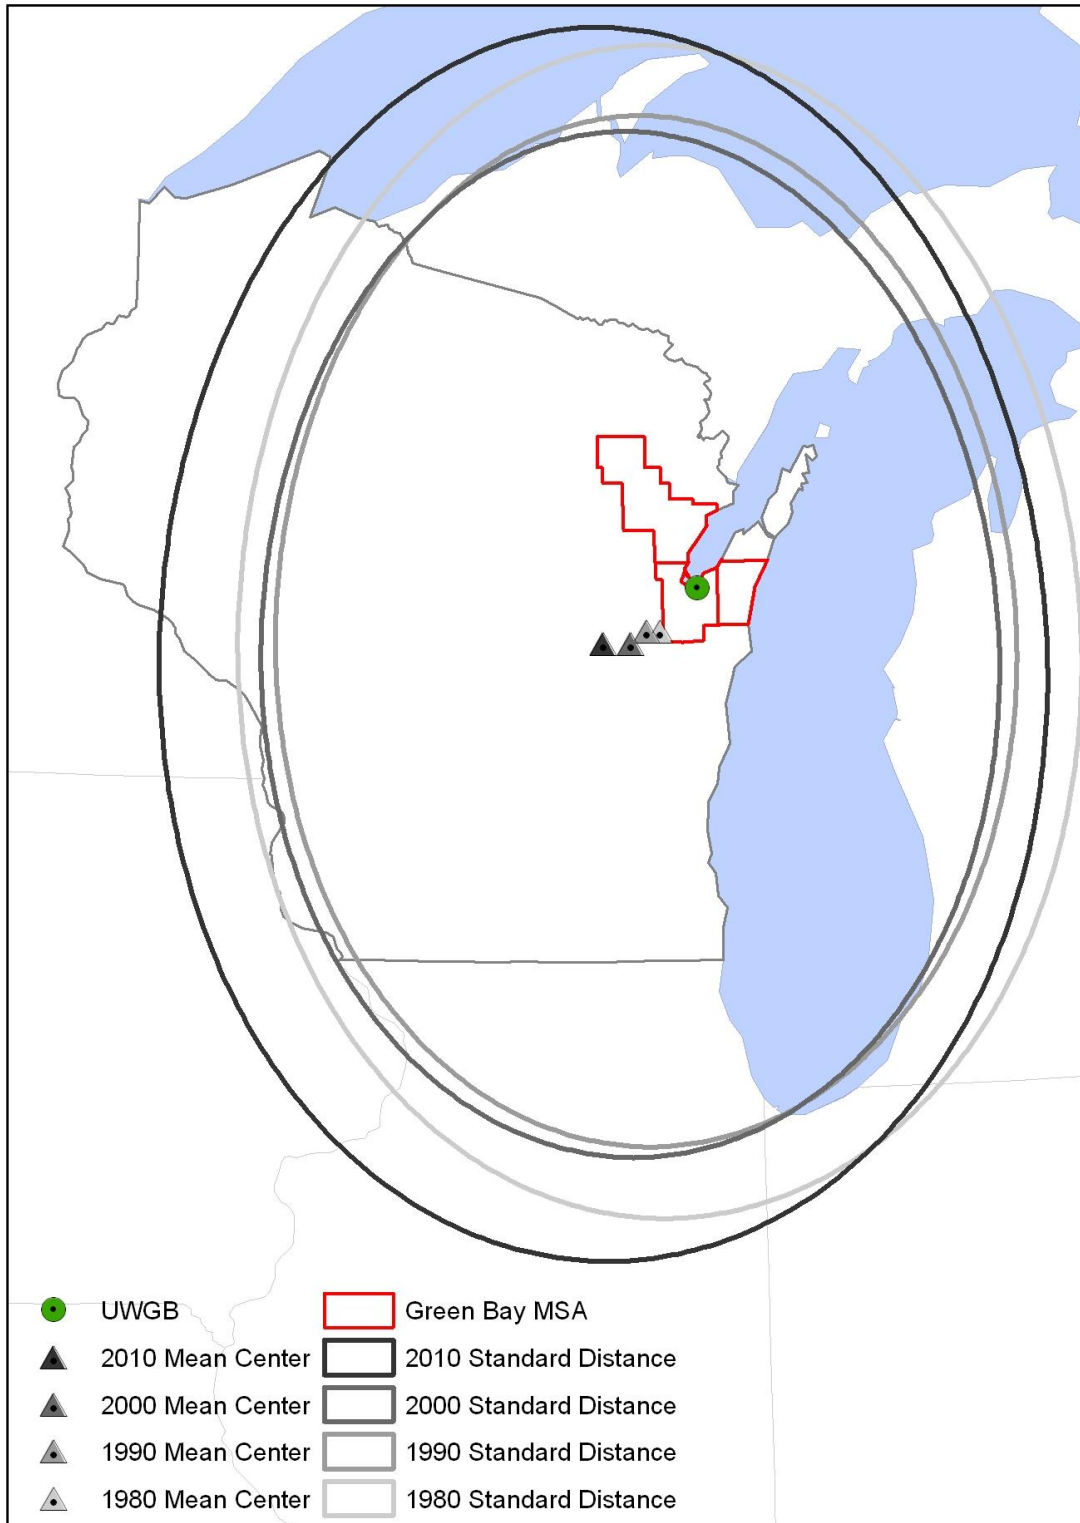 UWGB Green Bay MSA
2010 Mean Center 2010 Standard Distance
2000 Mean Center 2000 Standard Distance
1990 Mean Center 1990 Standard Distance
1980 Mean Center 1980 Standard Distance